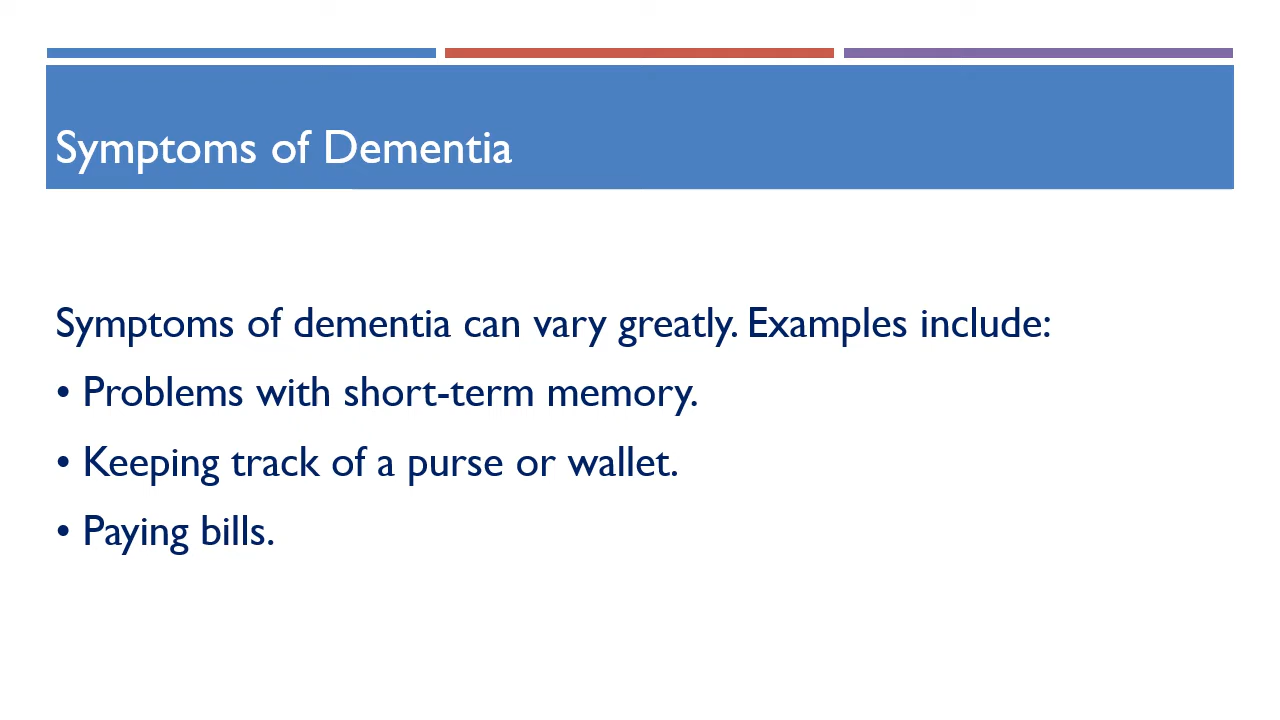 Symptoms of Dementia
Symptoms of dementia can vary greatly. Examples include:
• Problems with short-term memory.
• Keeping track of a purse or wallet.
• Paying bills.